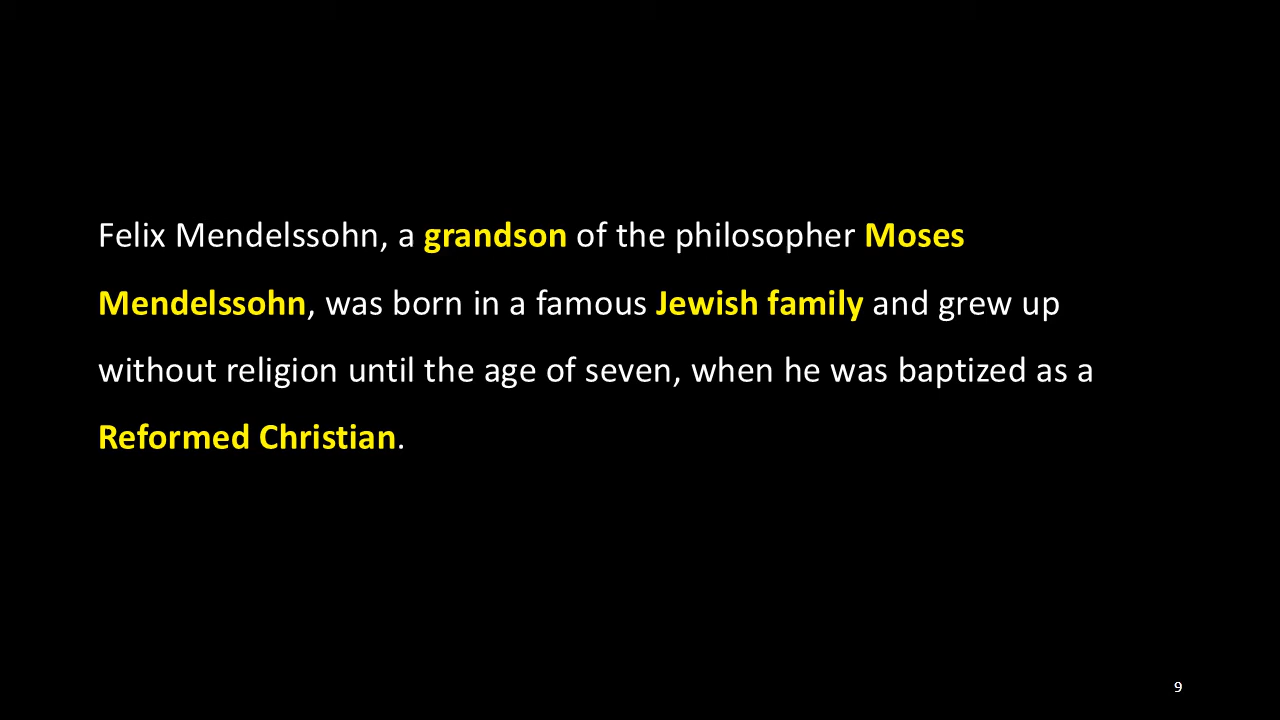 Felix Mendelssohn, a grandson of the philosopher Moses
Mendelssohn, was born in a famous Jewish family and grew up
without religion until the age of seven, when he was baptized as a
Reformed Christian.
9